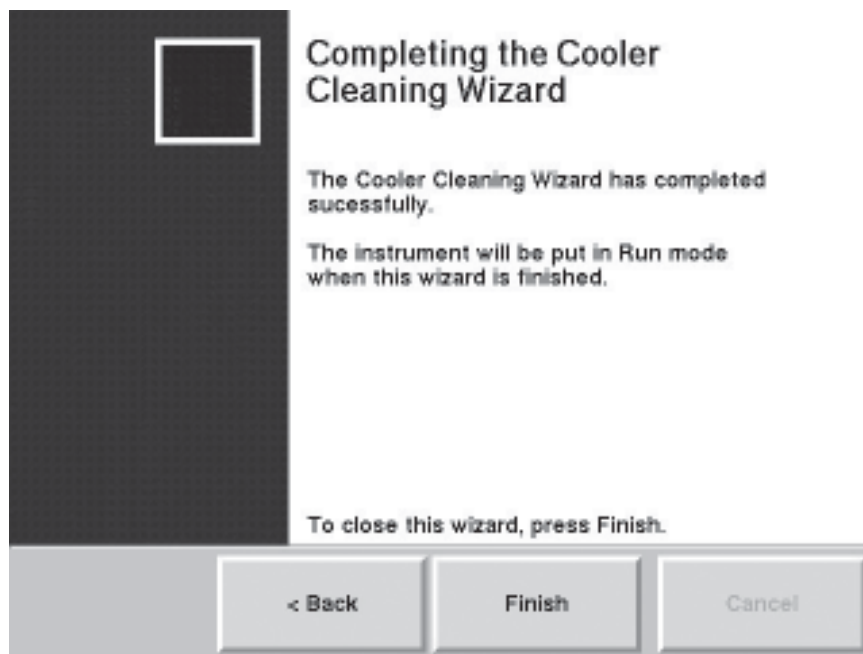 Completing the Cooler
Cleaning Wizard
The Cooler Cleaning Wizard has completed
sucessfully.
The instrument will be put in Run mode
when this wizard is finished.
To close this wizard, press Finish.
< Back
Finish
Cancel